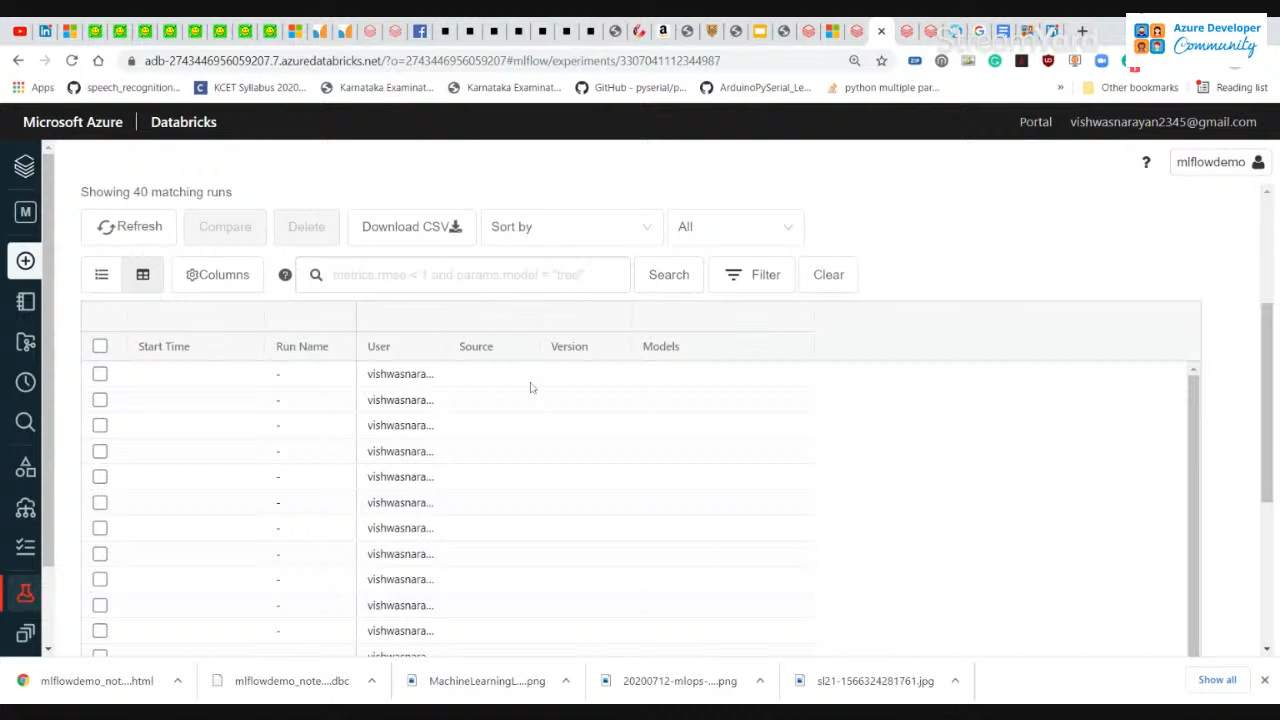 Azure Developer
Community
StreamYard
adb-2743446956059207.7.azuredatabricks.net/?o=2743446956059207#mlflow/experiments/3307041112344987
Apps speech_recognition... KCET Syllabus 2020... Karnataka Examinat... Karnataka Examinat... GitHub - pyserial/p... ArduinoPySerial_Le... python multiple par... » Other bookmarks Reading list
Microsoft Azure Databricks Portal vishwasnarayan2345@gmail.com
? mlflowdemo
Showing 40 matching runs
Refresh Compare Delete Download CSV Sort by All
Columns metrics.rmse < 1 and params.model = "tree" Search Filter Clear
Start Time Run Name User Source Version Models
- vishwasnara...
- vishwasnara...
- vishwasnara...
- vishwasnara...
- vishwasnara...
- vishwasnara...
- vishwasnara...
- vishwasnara...
- vishwasnara...
- vishwasnara...
- vishwasnara...
vishwasnara...
mlflowdemo_not....html mlflowdemo_note....dbc MachineLearningL....png 20200712-mlops-....png sl21-1566324281761.jpg Show all